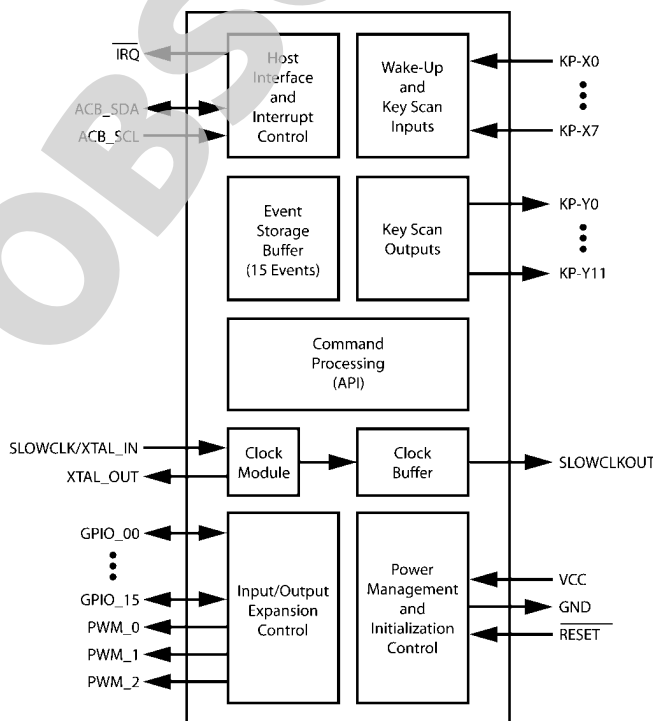 OBS
IRQ
ACB_SDA
ACB_SCL
Host
Interface
and
Interrupt
Control
Wake-Up
and
Key Scan
Inputs
KP-X0
KP-X7
Event
Storage
Buffer
(15 Events)
Key Scan
Outputs
KP-Y0
KP-Y11
Command
Processing
(API)
SLOWCLK/XTAL_IN
XTAL_OUT
Clock
Module
Clock
Buffer
SLOWCLKOUT
GPIO_00
GPIO_15
PWM_0
PWM_1
PWM_2
Input/Output
Expansion
Control
Power
Management
and
Initialization
Control
VCC
GND
RESET